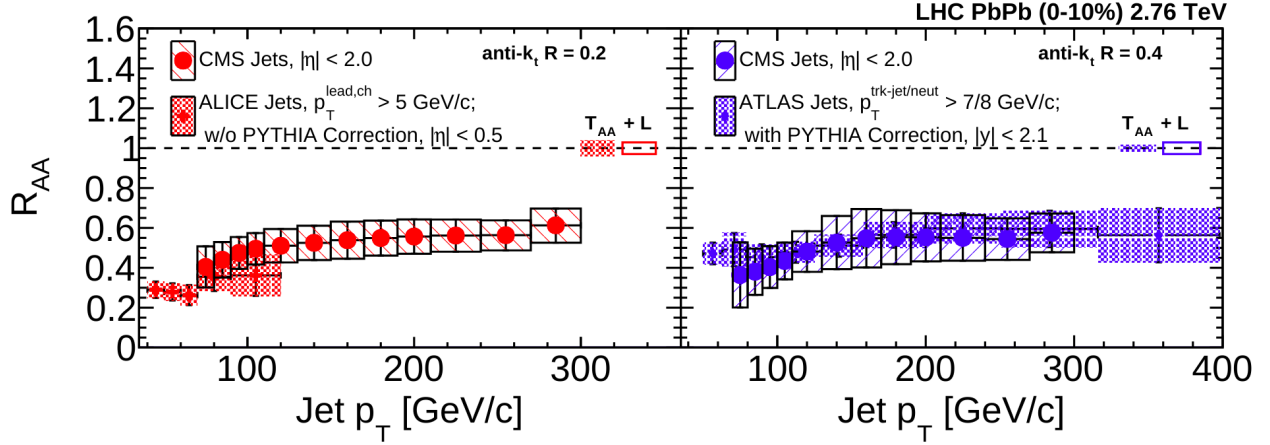 LHC PbPb (0-10%) 2.76 TeV
R_AA
1.6
1.4
1.2
1
0.8
0.6
0.4
0.2
0
CMS Jets, |η| < 2.0
anti-k_t R = 0.2
ALICE Jets, p_T^lead,ch > 5 GeV/c;
w/o PYTHIA Correction, |η| < 0.5
T_AA + L
100
200
300
Jet p_T [GeV/c]
CMS Jets, |η| < 2.0
anti-k_t R = 0.4
ATLAS Jets, p_T^trk-jet/neut > 7/8 GeV/c;
with PYTHIA Correction, |y| < 2.1
T_AA + L
100
200
300
400
Jet p_T [GeV/c]